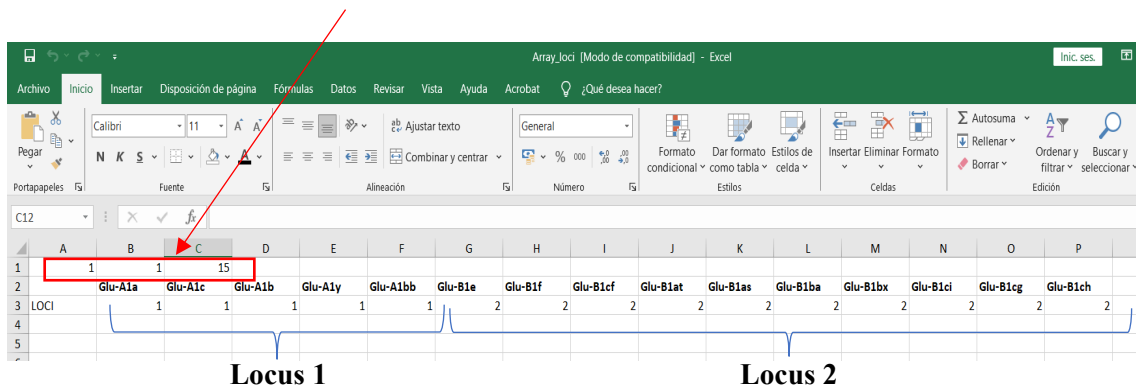 Array_loci [Modo de compatibilidad] - Excel
Inic. ses.
Archivo Inicio Insertar Disposición de página Fórmulas Datos Revisar Vista Ayuda Acrobat ¿Qué desea hacer?
Pegar
Calibri 11 A A
N K S A
ab Ajustar texto
Combinar y centrar
General
% 000
Formato condicional
Dar formato como tabla
Estilos de celda
Insertar Eliminar Formato
Autosuma
Rellenar
Borrar
Ordenar y filtrar
Buscar y seleccionar
Portapapeles Fuente Alineación Número Estilos Celdas Edición
C12 fx
A B C D E F G H I J K L M N O P
1 1 1 15
2 Glu-A1a Glu-A1c Glu-A1b Glu-A1y Glu-A1bb Glu-B1e Glu-B1f Glu-B1cf Glu-B1at Glu-B1as Glu-B1ba Glu-B1bx Glu-B1ci Glu-B1cg Glu-B1ch
3 LOCI 1 1 1 1 1 2 2 2 2 2 2 2 2 2 2
4
5
Locus 1 Locus 2